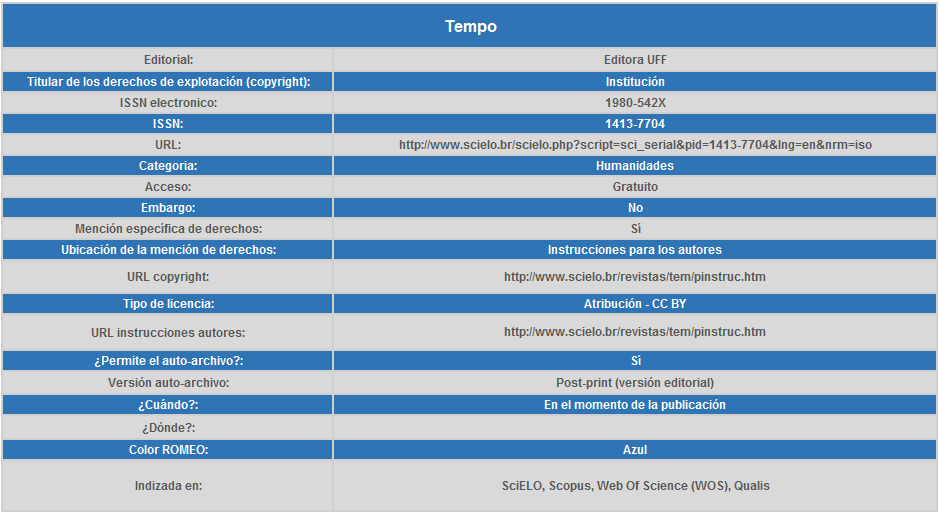 Tempo
Editorial: Editora UFF
Titular de los derechos de explotación (copyright): Institución
ISSN electronico: 1980-542X
ISSN: 1413-7704
URL: http://www.scielo.br/scielo.php?script=sci_serial&pid=1413-7704&lng=en&nrm=iso
Categoria: Humanidades
Acceso: Gratuito
Embargo: No
Mención específica de derechos: Sí
Ubicación de la mención de derechos: Instrucciones para los autores
URL copyright: http://www.scielo.br/revistas/tem/pinstruc.htm
Tipo de licencia: Atribución - CC BY
URL instrucciones autores: http://www.scielo.br/revistas/tem/pinstruc.htm
¿Permite el auto-archivo?: Sí
Versión auto-archivo: Post-print (versión editorial)
¿Cuándo?: En el momento de la publicación
¿Dónde?:
Color ROMEO: Azul
Indizada en: SciELO, Scopus, Web Of Science (WOS), Qualis